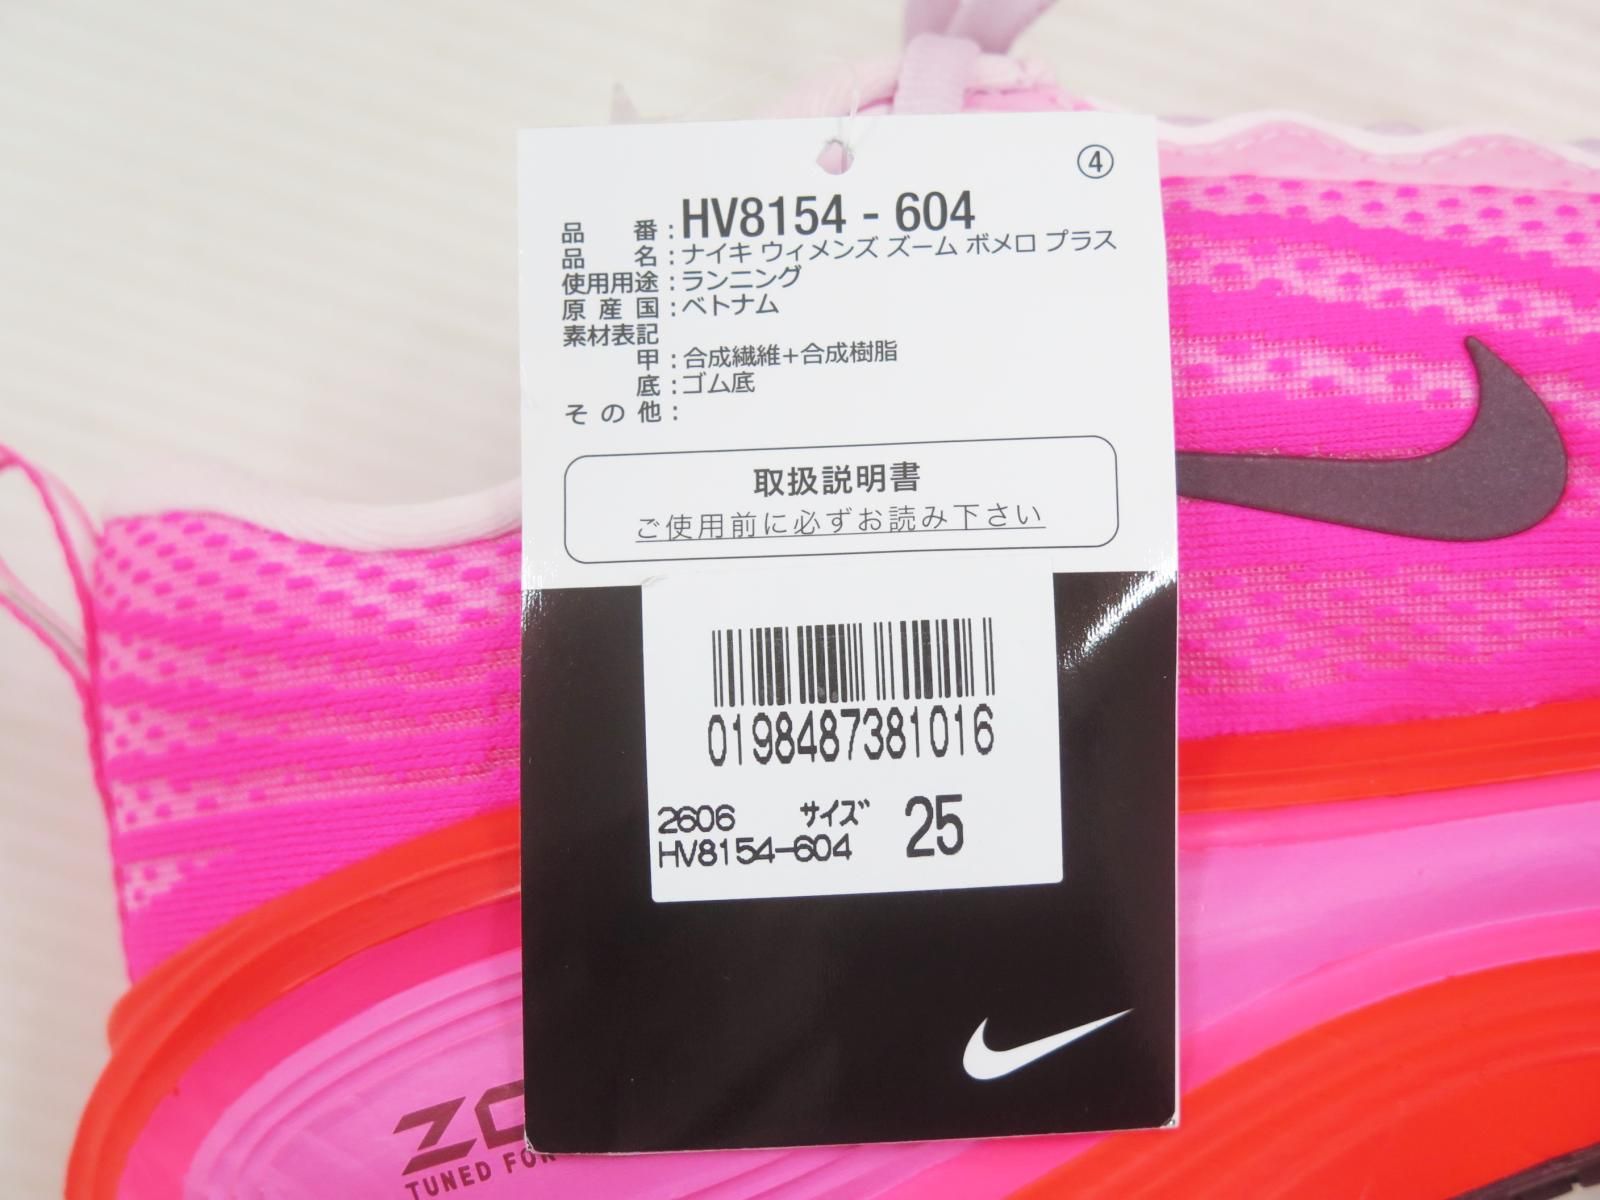 ④
品番：HV8154 - 604
品名：ナイキ ウィメンズ ズーム ボメロ プラス
使用用途：ランニング
原産国：ベトナム
素材表記
甲：合成繊維＋合成樹脂
底：ゴム底
その他：
取扱説明書
ご使用前に必ずお読み下さい
0198487381016
2606 サイズ 25
HV8154-604
TUNED FOR